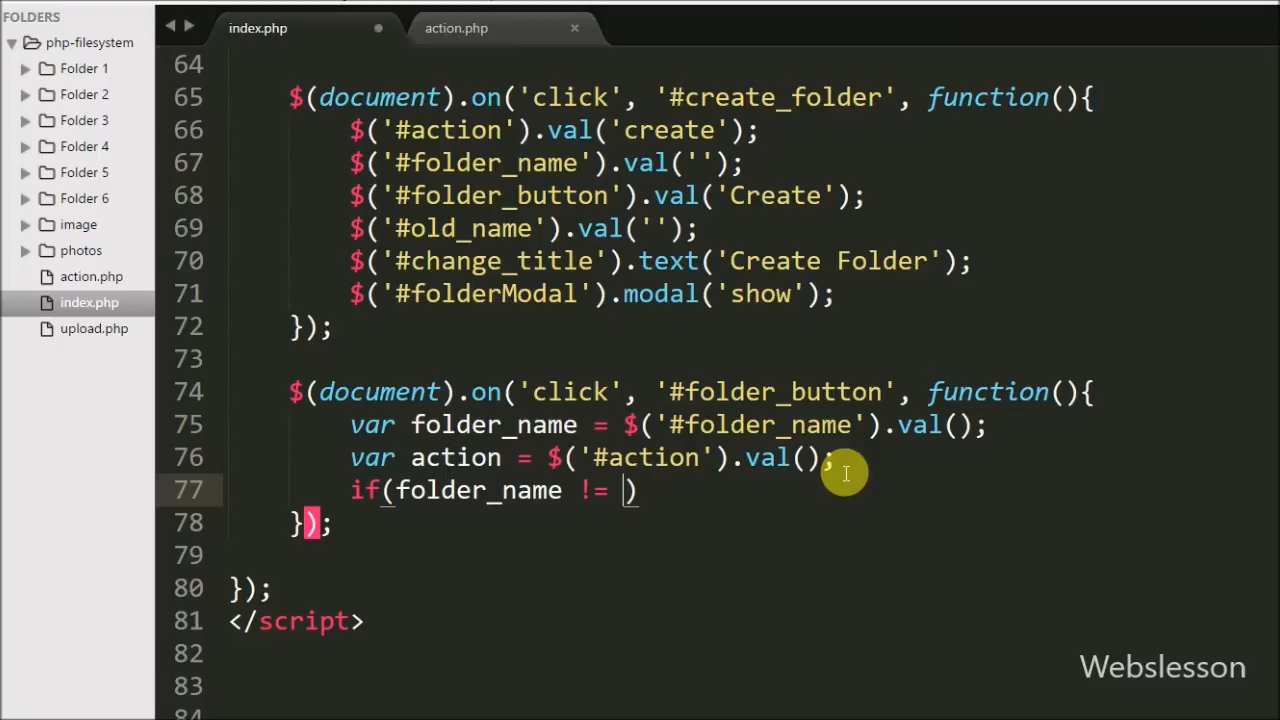 FOLDERS
php-filesystem
Folder 1
Folder 2
Folder 3
Folder 4
Folder 5
Folder 6
image
photos
action.php
index.php
upload.php
index.php action.php
64
65 $(document).on('click', '#create_folder', function(){
66 $('#action').val('create');
67 $('#folder_name').val('');
68 $('#folder_button').val('Create');
69 $('#old_name').val('');
70 $('#change_title').text('Create Folder');
71 $('#folderModal').modal('show');
72 });
73
74 $(document).on('click', '#folder_button', function(){
75 var folder_name = $('#folder_name').val();
76 var action = $('#action').val();
77 if(folder_name != )
78 });
79
80 });
81 </script>
82
83
84
Webslesson